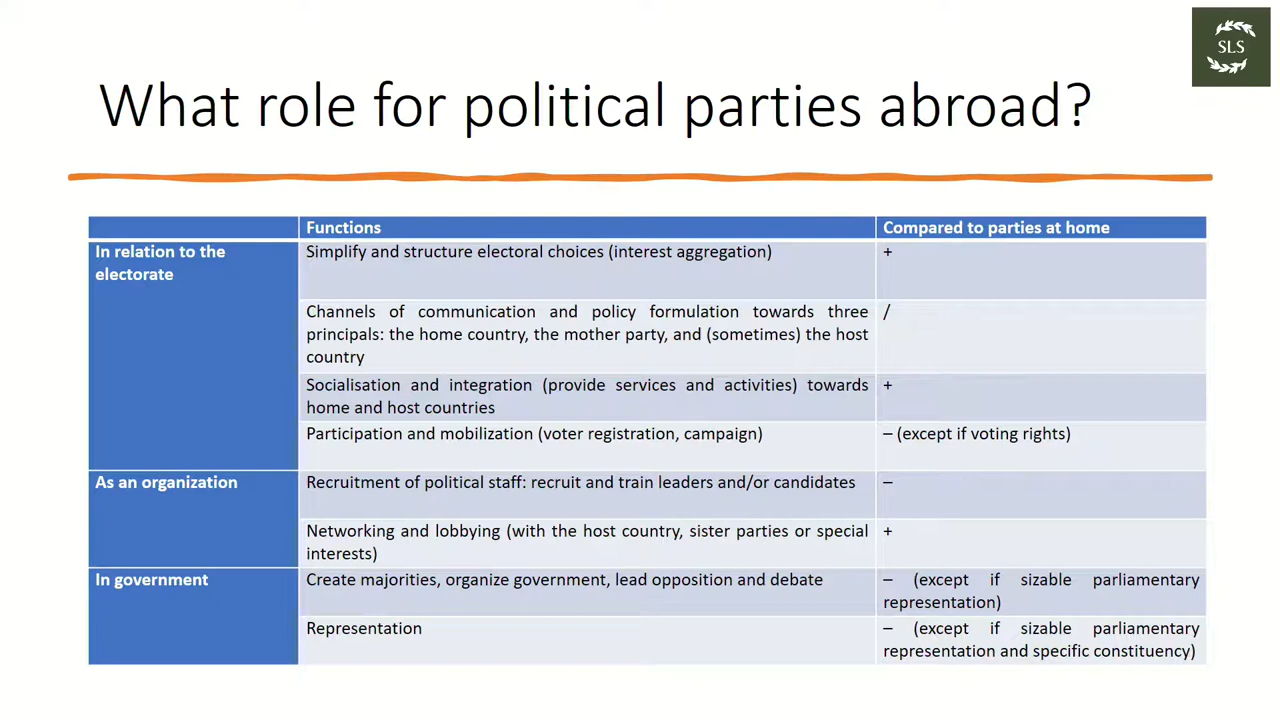 SLS
What role for political parties abroad?
Functions
Compared to parties at home
In relation to the
electorate
Simplify and structure electoral choices (interest aggregation)
+
Channels of communication and policy formulation towards three
principals: the home country, the mother party, and (sometimes) the host
country
/
Socialisation and integration (provide services and activities) towards
home and host countries
+
Participation and mobilization (voter registration, campaign)
– (except if voting rights)
As an organization
Recruitment of political staff: recruit and train leaders and/or candidates
–
Networking and lobbying (with the host country, sister parties or special
interests)
+
In government
Create majorities, organize government, lead opposition and debate
– (except if sizable parliamentary
representation)
Representation
– (except if sizable parliamentary
representation and specific constituency)